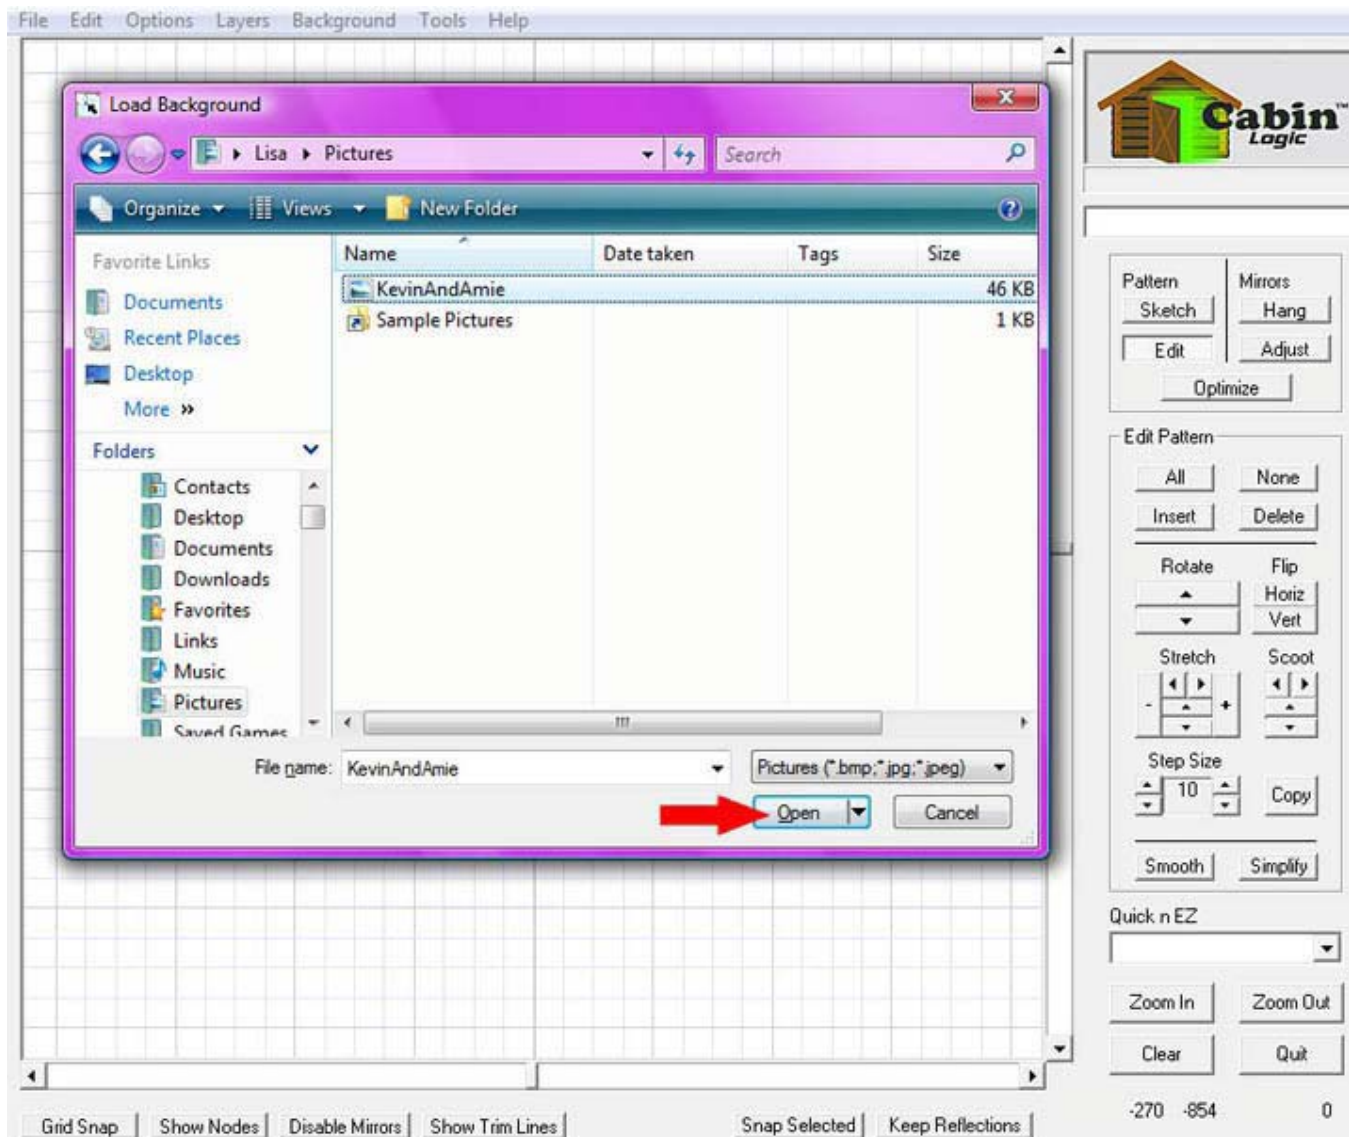 File Edit Options Layers Background Tools Help
Load Background
Lisa Pictures Search
Organize Views New Folder
Favorite Links
Documents
Recent Places
Desktop
More »
Folders
Contacts
Desktop
Documents
Downloads
Favorites
Links
Music
Pictures
Saved Games
Name Date taken Tags Size
KevinAndAmie 46 KB
Sample Pictures 1 KB
File name: KevinAndAmie Pictures (*.bmp;*.jpg;*.jpeg)
Open Cancel
Cabin™
Logic
Pattern Mirrors
Sketch Hang
Edit Adjust
Optimize
Edit Pattern
All None
Insert Delete
Rotate Flip
Horiz
Vert
Stretch Scoot
- +
Step Size
10 Copy
Smooth Simplify
Quick n EZ
Zoom In Zoom Out
Clear Quit
-270 -854 0
Grid Snap Show Nodes Disable Mirrors Show Trim Lines Snap Selected Keep Reflections